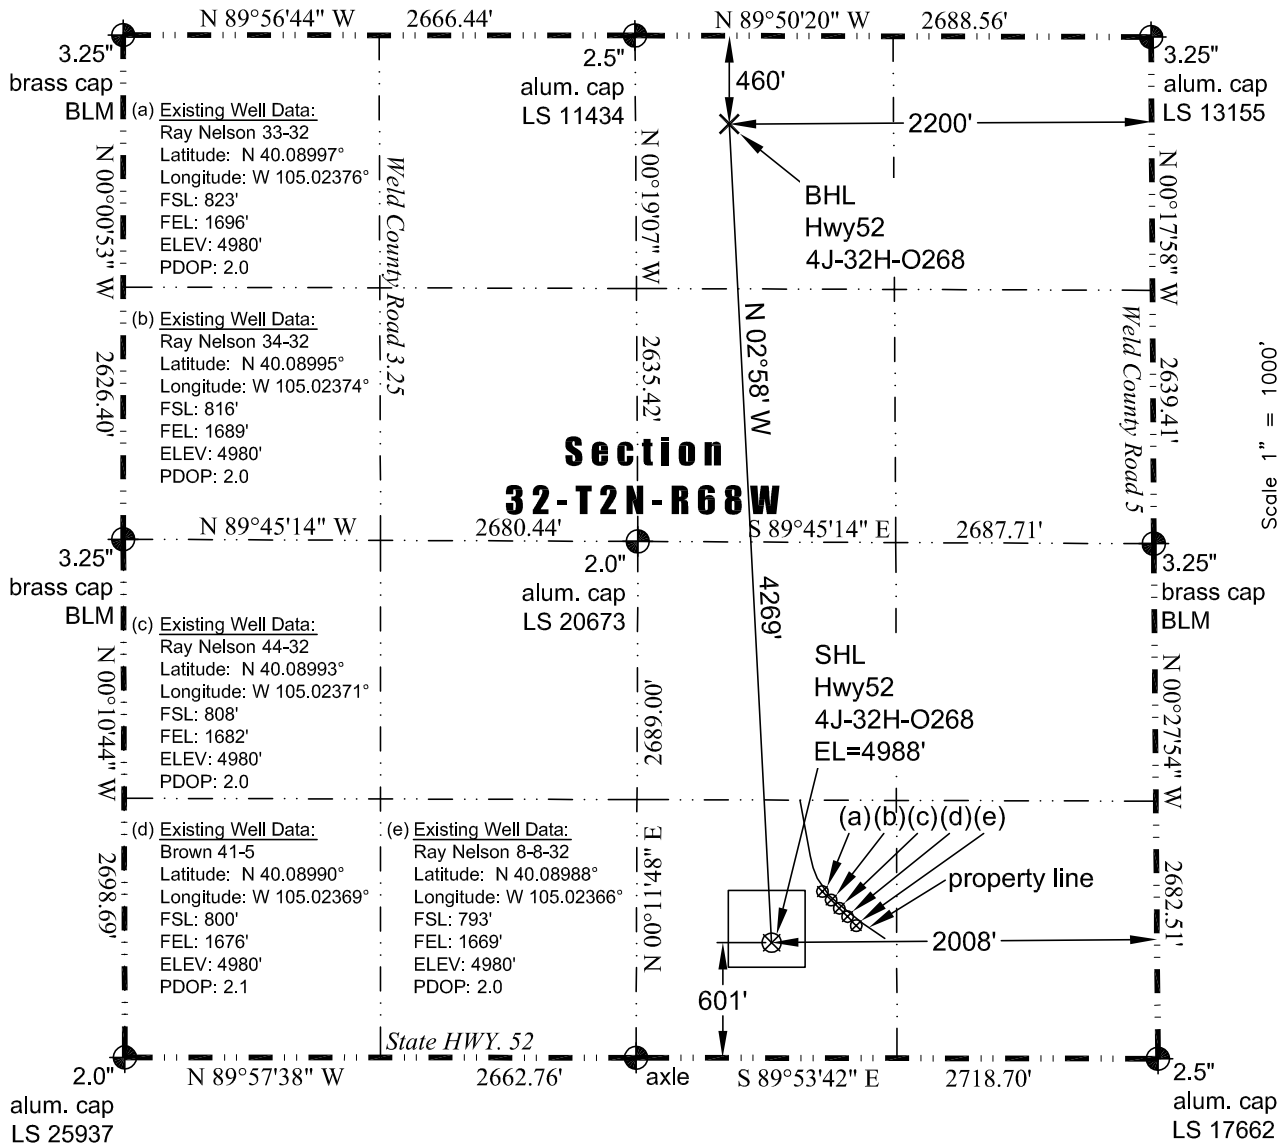 N 89°56'44" W 2666.44' N 89°50'20" W 2688.56'
3.25"
brass cap
BLM
2.5"
alum. cap
LS 11434
460'
2200'
3.25"
alum. cap
LS 13155
(a) Existing Well Data:
Ray Nelson 33-32
Latitude: N 40.08997°
Longitude: W 105.02376°
FSL: 823'
FEL: 1696'
ELEV: 4980'
PDOP: 2.0
N 00°00'53" W
2626.40'
Weld County Road 3.25
N 00°19'07" W
2635.42'
BHL
Hwy52
4J-32H-O268
N 00°17'58" W
2639.41'
Weld County Road 5
Scale 1" = 1000'
(b) Existing Well Data:
Ray Nelson 34-32
Latitude: N 40.08995°
Longitude: W 105.02374°
FSL: 816'
FEL: 1689'
ELEV: 4980'
PDOP: 2.0
N 02°58' W
4269'
Section
32-T2N-R68W
N 89°45'14" W 2680.44' S 89°45'14" E 2687.71'
3.25"
brass cap
BLM
2.0"
alum. cap
LS 20673
3.25"
brass cap
BLM
(c) Existing Well Data:
Ray Nelson 44-32
Latitude: N 40.08993°
Longitude: W 105.02371°
FSL: 808'
FEL: 1682'
ELEV: 4980'
PDOP: 2.0
N 00°10'44" W
2698.69'
2689.00'
N 00°11'48" E
SHL
Hwy52
4J-32H-O268
EL=4988'
N 00°27'54" W
2682.51'
(d) Existing Well Data:
Brown 41-5
Latitude: N 40.08990°
Longitude: W 105.02369°
FSL: 800'
FEL: 1676'
ELEV: 4980'
PDOP: 2.1
(e) Existing Well Data:
Ray Nelson 8-8-32
Latitude: N 40.08988°
Longitude: W 105.02366°
FSL: 793'
FEL: 1669'
ELEV: 4980'
PDOP: 2.0
(a)(b)(c)(d)(e)
property line
2008'
601'
State HWY. 52
2.0"
alum. cap
LS 25937
N 89°57'38" W 2662.76' axle S 89°53'42" E 2718.70'
2.5"
alum. cap
LS 17662